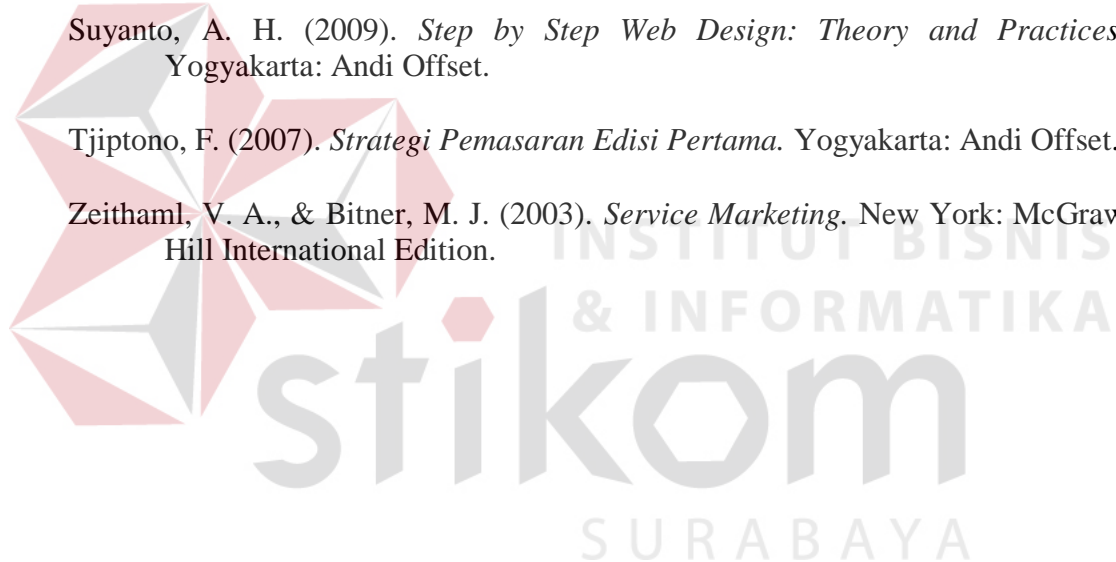 Suyanto, A. H. (2009). Step by Step Web Design: Theory and Practices
Yogyakarta: Andi Offset.
Tjiptono, F. (2007). Strategi Pemasaran Edisi Pertama. Yogyakarta: Andi Offset.
Zeithaml, V. A., & Bitner, M. J. (2003). Service Marketing. New York: McGraw
Hill International Edition.
INSTITUT BISNIS
& INFORMATIKA
stikom
SURABAYA